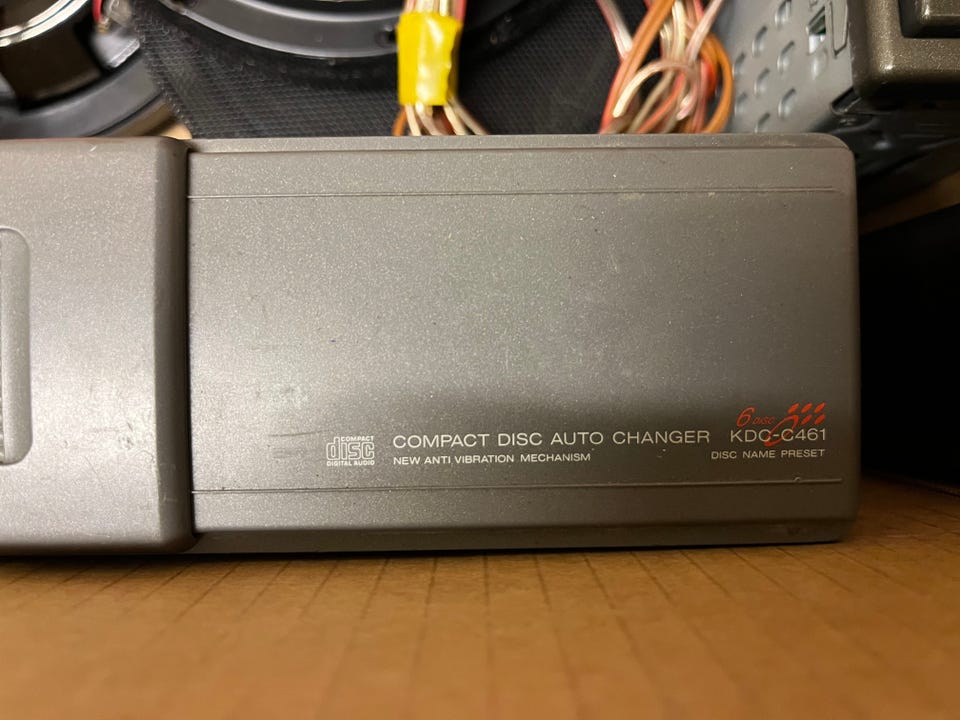 6 DISC
COMPACT disc DIGITAL AUDIO
COMPACT DISC AUTO CHANGER KDC-C461
NEW ANTI VIBRATION MECHANISM DISC NAME PRESET